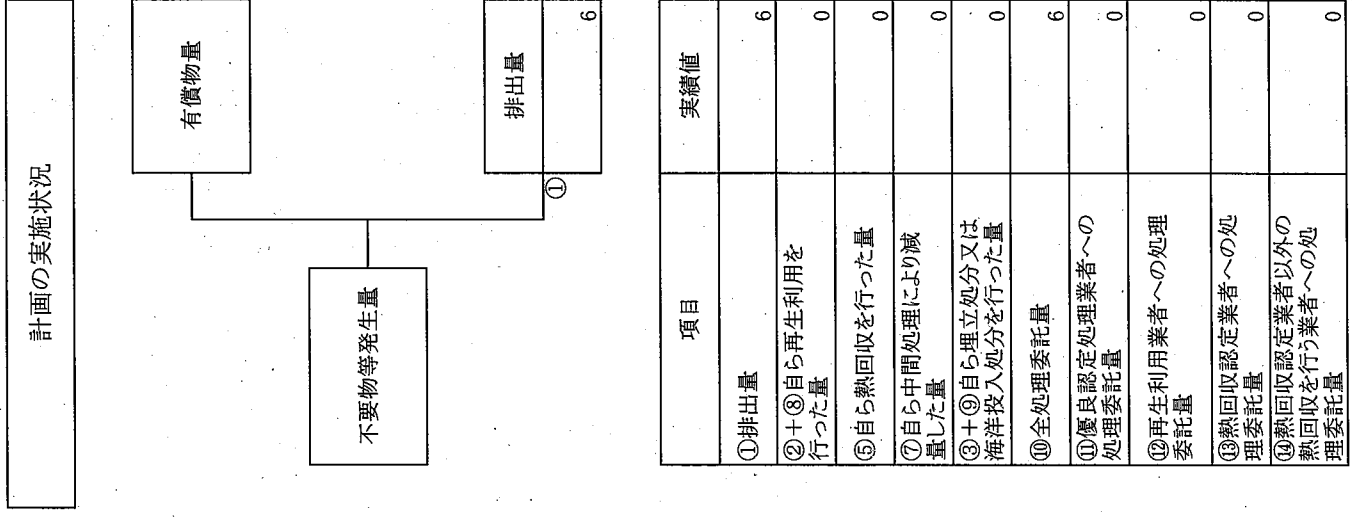 計画の実施状況
有償物量
不要物等発生量
排出量
①
6
項目
実績値
①排出量
6
②+⑧自ら再生利用を
行った量
0
⑤自ら熱回収を行った量
0
⑦自ら中間処理により減
量した量
0
③+⑨自ら埋立処分又は
海洋投入処分を行った量
0
⑩全処理委託量
6
⑪優良認定処理業者への
処理委託量
0
⑫再生利用業者への処理
委託量
0
⑬熱回収認定業者への処
理委託量
0
⑭熱回収認定業者以外の
熱回収を行う業者への処
理委託量
0